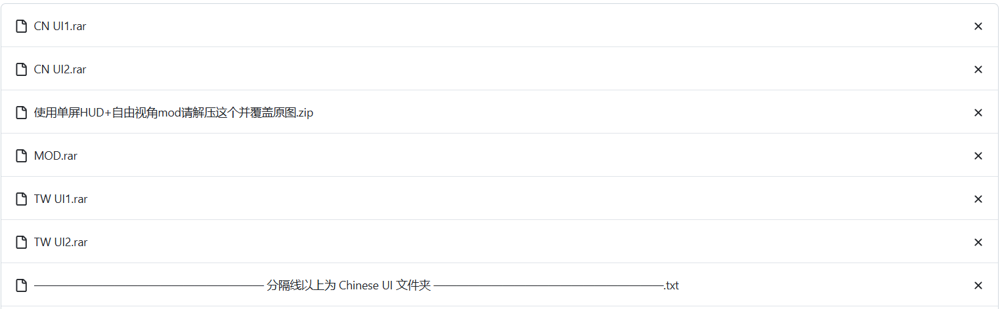 CN UI1.rar
CN UI2.rar
使用单屏HUD+自由视角mod请解压这个并覆盖原图.zip
MOD.rar
TW UI1.rar
TW UI2.rar
———————————————————— 分隔线以上为 Chinese UI 文件夹 ————————————————————.txt